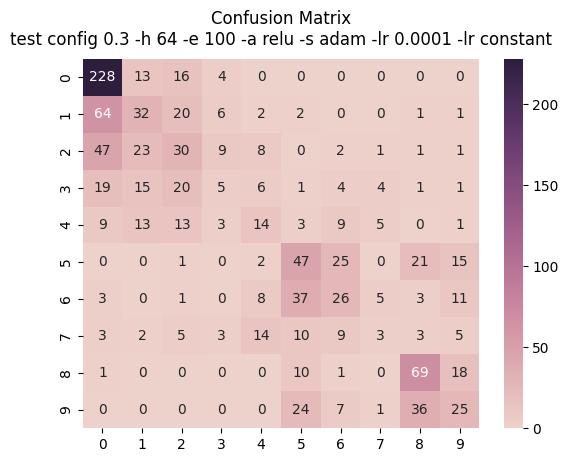 Confusion Matrix
test config 0.3 -h 64 -e 100 -a relu -s adam -lr 0.0001 -lr constant
0 228 13 16 4 0 0 0 0 0 0
1 64 32 20 6 2 2 0 0 1 1
2 47 23 30 9 8 0 2 1 1 1
3 19 15 20 5 6 1 4 4 1 1
4 9 13 13 3 14 3 9 5 0 1
5 0 0 1 0 2 47 25 0 21 15
6 3 0 1 0 8 37 26 5 3 11
7 3 2 5 3 14 10 9 3 3 5
8 1 0 0 0 0 10 1 0 69 18
9 0 0 0 0 0 24 7 1 36 25
0 1 2 3 4 5 6 7 8 9
200
150
100
50
0